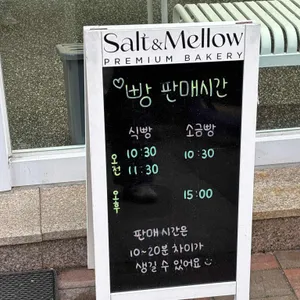 Salt&Mellow
PREMIUM BAKERY
♡빵 판매시간
식빵 소금빵
오전 10:30 10:30
11:30
오후 15:00
판매시간은
10~20분 차이가
생길 수 있어요